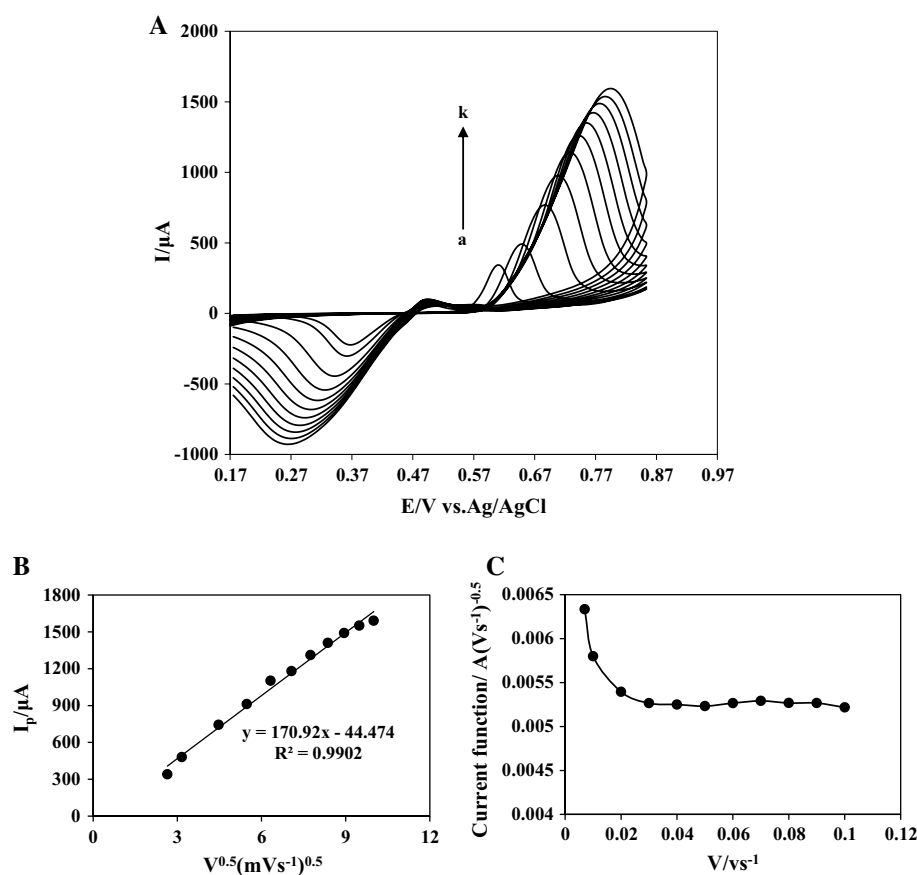 A
2000
1500
1000
500
0
-500
-1000
I/µA
k
a
0.17 0.27 0.37 0.47 0.57 0.67 0.77 0.87 0.97
E/V vs.Ag/AgCl
B
1800
1500
1200
900
600
300
0
Iₚ/µA
y = 170.92x - 44.474
R² = 0.9902
0 3 6 9 12
V⁰·⁵(mVs⁻¹)⁰·⁵
C
0.0065
0.006
0.0055
0.005
0.0045
0.004
Current function/ A(Vs⁻¹)⁻⁰·⁵
0 0.02 0.04 0.06 0.08 0.1 0.12
V/vs⁻¹